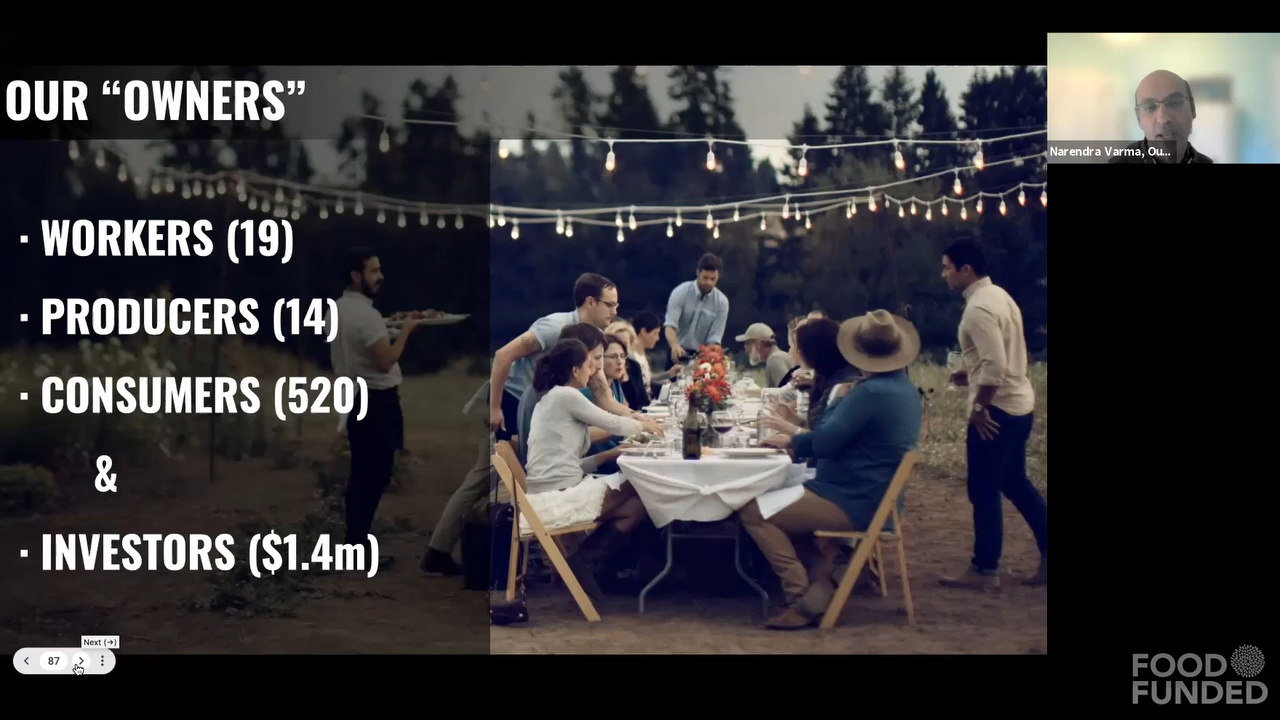 OUR “OWNERS”
· WORKERS (19)
· PRODUCERS (14)
· CONSUMERS (520)
&
· INVESTORS ($1.4m)
Next (→)
87
Narendra Varma, Ou...
FOOD
FUNDED